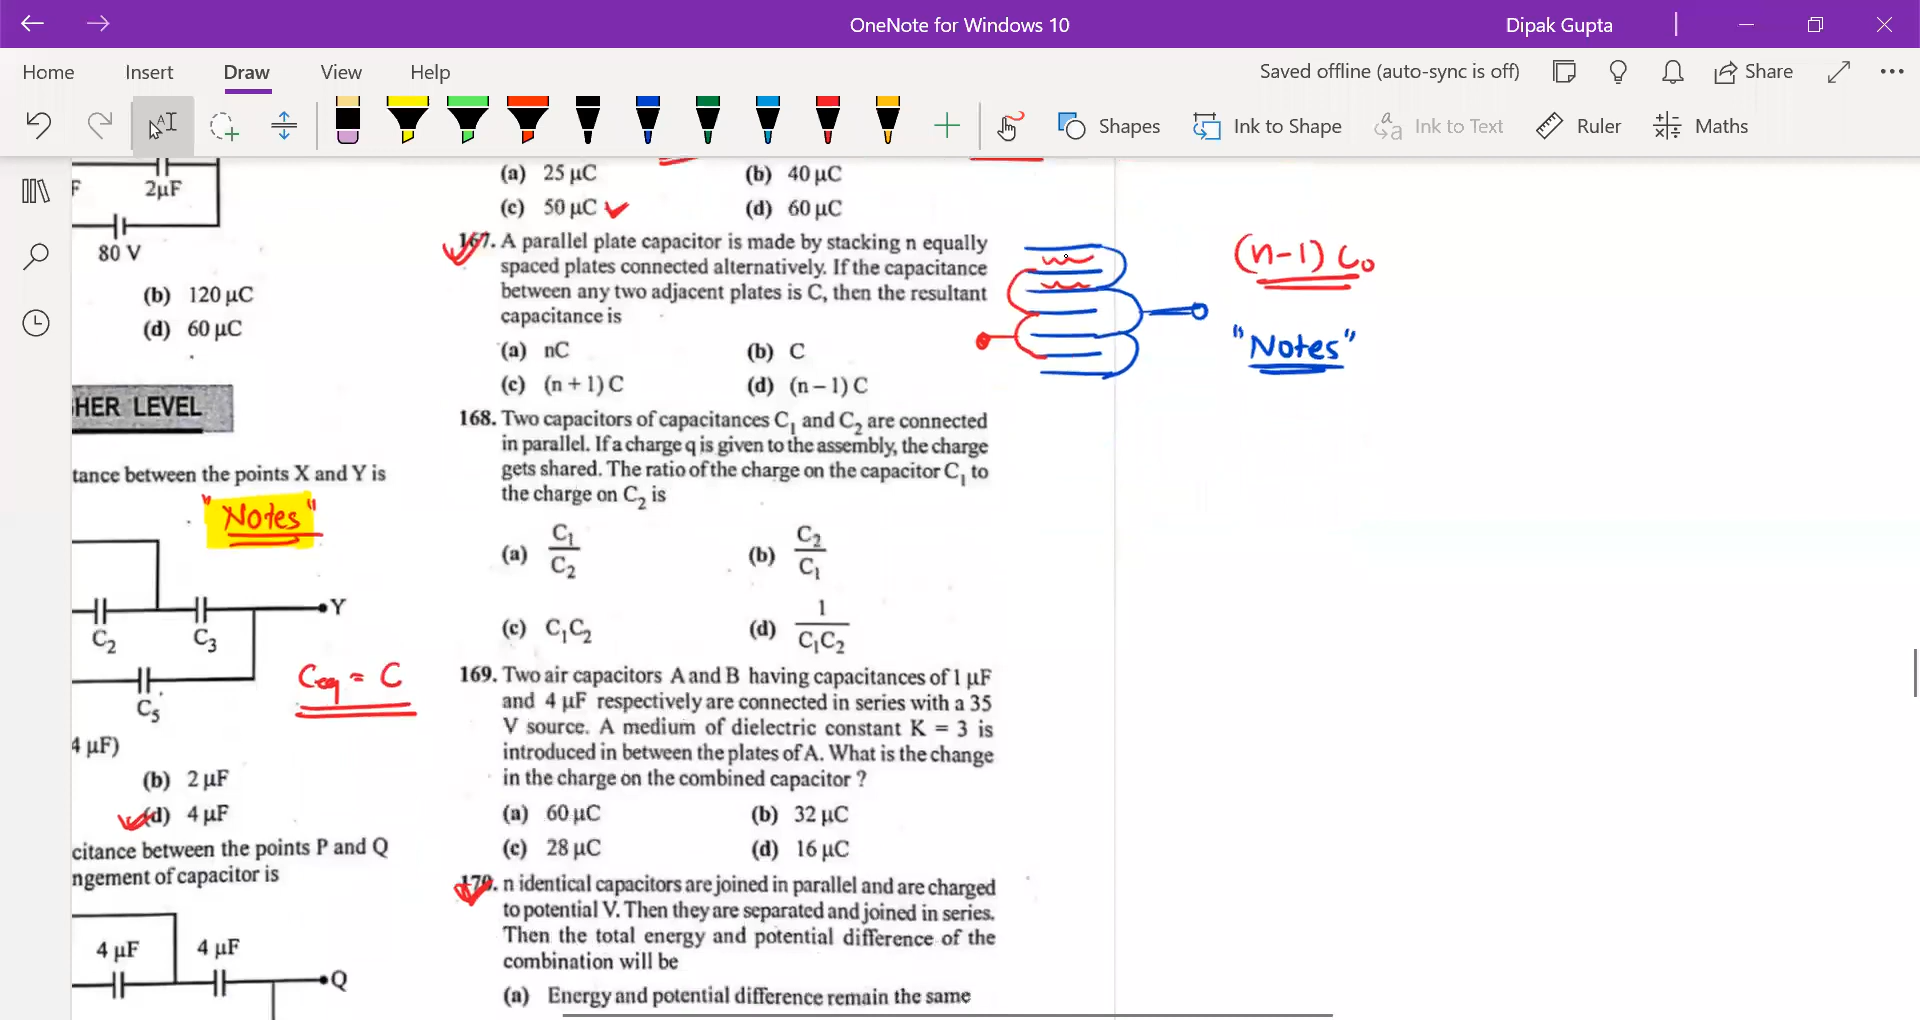 OneNote for Windows 10
Dipak Gupta
Home Insert Draw View Help
Saved offline (auto-sync is off)
Share
Shapes
Ink to Shape
Ink to Text
Ruler
Maths
F
2μF
80 V
(b) 120 μC
(d) 60 μC
HER LEVEL
tance between the points X and Y is
"Notes"
Y
C2 C3
C5
Ceq = C
4 μF)
(b) 2 μF
(d) 4 μF
citance between the points P and Q
ngement of capacitor is
4 μF 4 μF
Q
(a) 25 μC (b) 40 μC
(c) 50 μC (d) 60 μC
167. A parallel plate capacitor is made by stacking n equally
spaced plates connected alternatively. If the capacitance
between any two adjacent plates is C, then the resultant
capacitance is
(a) nC (b) C
(c) (n + 1) C (d) (n – 1) C
168. Two capacitors of capacitances C1 and C2 are connected
in parallel. If a charge q is given to the assembly, the charge
gets shared. The ratio of the charge on the capacitor C1 to
the charge on C2 is
(a) C1/C2 (b) C2/C1
(c) C1C2 (d) 1/C1C2
169. Two air capacitors A and B having capacitances of 1 μF
and 4 μF respectively are connected in series with a 35
V source. A medium of dielectric constant K = 3 is
introduced in between the plates of A. What is the change
in the charge on the combined capacitor ?
(a) 60 μC (b) 32 μC
(c) 28 μC (d) 16 μC
170. n identical capacitors are joined in parallel and are charged
to potential V. Then they are separated and joined in series.
Then the total energy and potential difference of the
combination will be
(a) Energy and potential difference remain the same
(n-1) C0
"Notes"